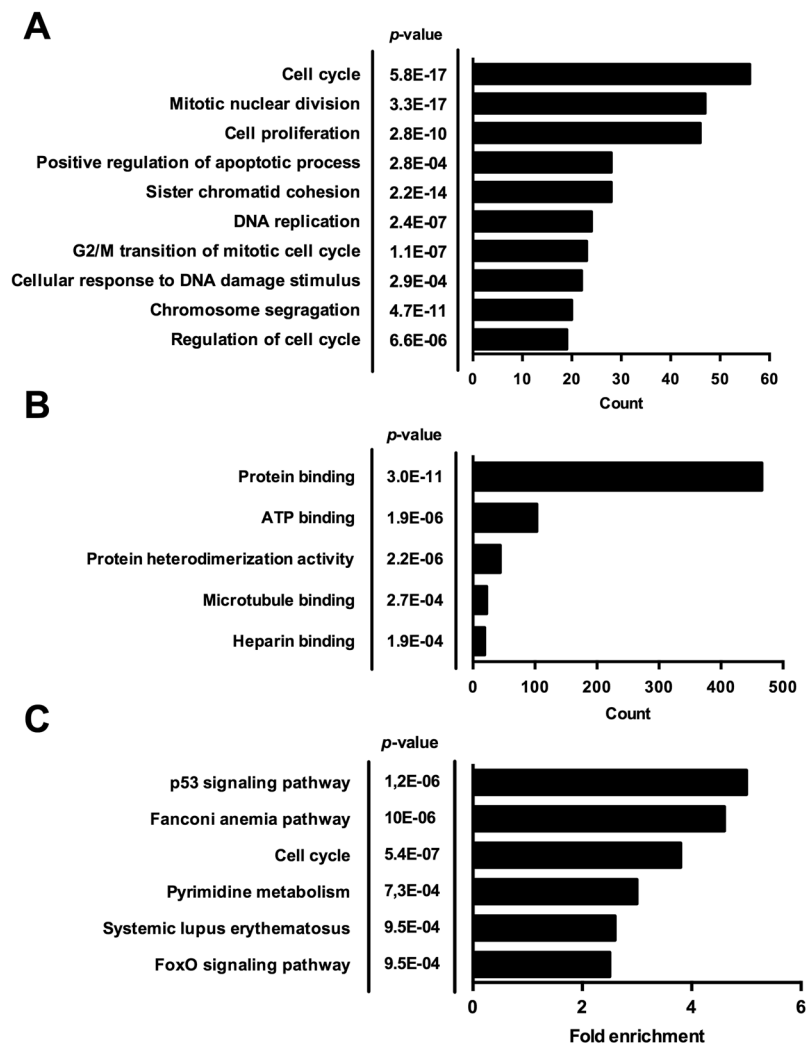 A
p-value
Cell cycle 5.8E-17
Mitotic nuclear division 3.3E-17
Cell proliferation 2.8E-10
Positive regulation of apoptotic process 2.8E-04
Sister chromatid cohesion 2.2E-14
DNA replication 2.4E-07
G2/M transition of mitotic cell cycle 1.1E-07
Cellular response to DNA damage stimulus 2.9E-04
Chromosome segragation 4.7E-11
Regulation of cell cycle 6.6E-06
0 10 20 30 40 50 60
Count
B
p-value
Protein binding 3.0E-11
ATP binding 1.9E-06
Protein heterodimerization activity 2.2E-06
Microtubule binding 2.7E-04
Heparin binding 1.9E-04
0 100 200 300 400 500
Count
C
p-value
p53 signaling pathway 1,2E-06
Fanconi anemia pathway 10E-06
Cell cycle 5.4E-07
Pyrimidine metabolism 7,3E-04
Systemic lupus erythematosus 9.5E-04
FoxO signaling pathway 9.5E-04
0 2 4 6
Fold enrichment